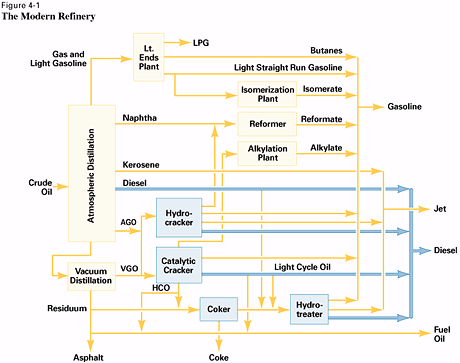 Figure 4-1
The Modern Refinery
Gas and
Light Gasoline
Lt.
Ends
Plant
LPG
Butanes
Light Straight Run Gasoline
Isomerization
Plant
Isomerate
Gasoline
Naphtha
Reformer
Reformate
Alkylation
Plant
Alkylate
Atmospheric Distillation
Kerosene
Crude
Oil
Diesel
Jet
AGO
Hydro-
cracker
Diesel
Vacuum
Distillation
VGO
Catalytic
Cracker
Light Cycle Oil
HCO
Residuum
Coker
Hydro-
treater
Fuel
Oil
Asphalt
Coke